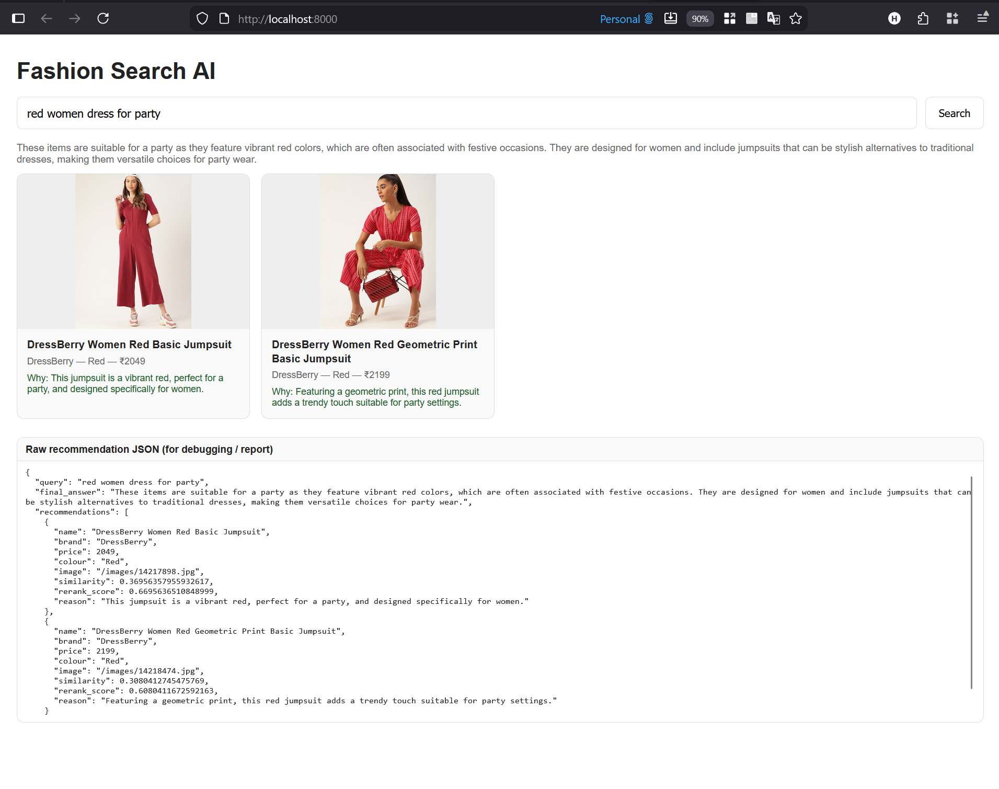 http://localhost:8000
Personal
90%
H
Fashion Search AI
red women dress for party
Search
These items are suitable for a party as they feature vibrant red colors, which are often associated with festive occasions. They are designed for women and include jumpsuits that can be stylish alternatives to traditional
dresses, making them versatile choices for party wear.
DressBerry Women Red Basic Jumpsuit
DressBerry — Red — ₹2049
Why: This jumpsuit is a vibrant red, perfect for a
party, and designed specifically for women.
DressBerry Women Red Geometric Print
Basic Jumpsuit
DressBerry — Red — ₹2199
Why: Featuring a geometric print, this red jumpsuit
adds a trendy touch suitable for party settings.
Raw recommendation JSON (for debugging / report)
{
"query": "red women dress for party",
"final_answer": "These items are suitable for a party as they feature vibrant red colors, which are often associated with festive occasions. They are designed for women and include jumpsuits that can
be stylish alternatives to traditional dresses, making them versatile choices for party wear.",
"recommendations": [
{
"name": "DressBerry Women Red Basic Jumpsuit",
"brand": "DressBerry",
"price": 2049,
"colour": "Red",
"image": "/images/14217898.jpg",
"similarity": 0.36956357955932617,
"rerank_score": 0.6695636510848999,
"reason": "This jumpsuit is a vibrant red, perfect for a party, and designed specifically for women."
},
{
"name": "DressBerry Women Red Geometric Print Basic Jumpsuit",
"brand": "DressBerry",
"price": 2199,
"colour": "Red",
"image": "/images/14218474.jpg",
"similarity": 0.3080412745475769,
"rerank_score": 0.6080411672592163,
"reason": "Featuring a geometric print, this red jumpsuit adds a trendy touch suitable for party settings."
}